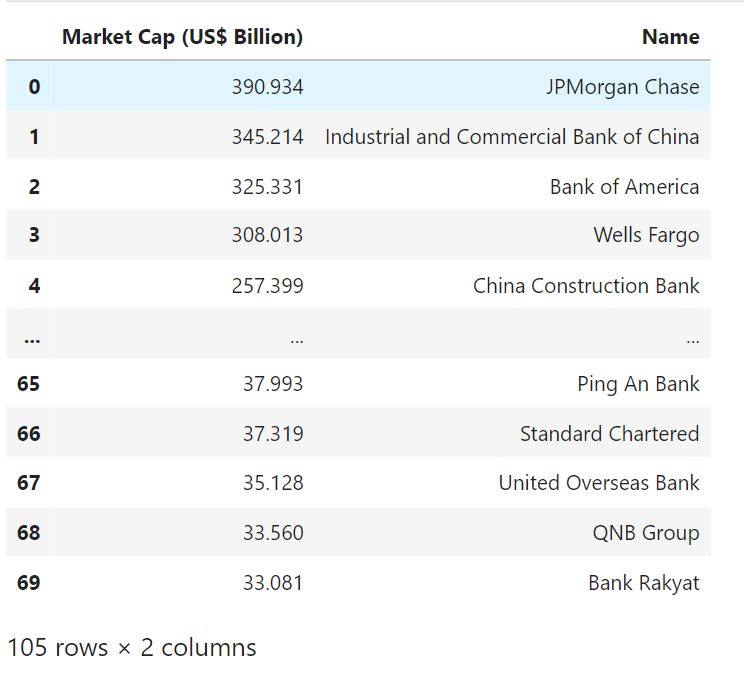 Market Cap (US$ Billion) Name
0 390.934 JPMorgan Chase
1 345.214 Industrial and Commercial Bank of China
2 325.331 Bank of America
3 308.013 Wells Fargo
4 257.399 China Construction Bank
... ... ...
65 37.993 Ping An Bank
66 37.319 Standard Chartered
67 35.128 United Overseas Bank
68 33.560 QNB Group
69 33.081 Bank Rakyat
105 rows × 2 columns